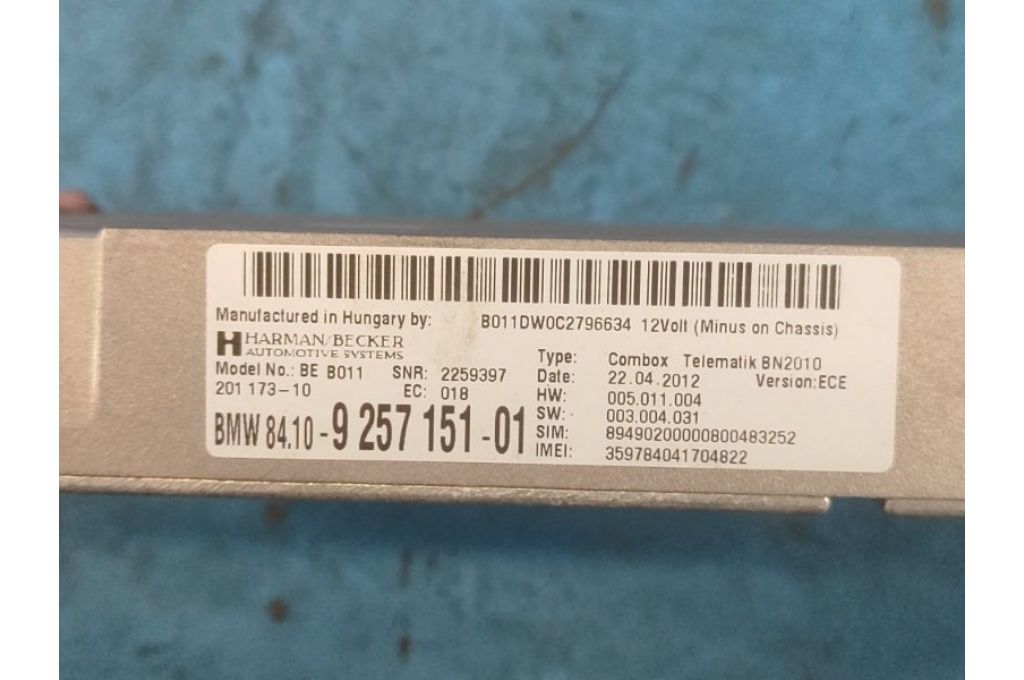 Manufactured in Hungary by:
B011DW0C2796634 12Volt (Minus on Chassis)
H HARMAN/BECKER
AUTOMOTIVE SYSTEMS
Model No.: BE B011 SNR: 2259397
201 173-10 EC: 018
BMW 84.10-9 257 151-01
Type: Combox Telematik BN2010
Date: 22.04.2012 Version:ECE
HW: 005.011.004
SW: 003.004.031
SIM: 89490200000800483252
IMEI: 359784041704822